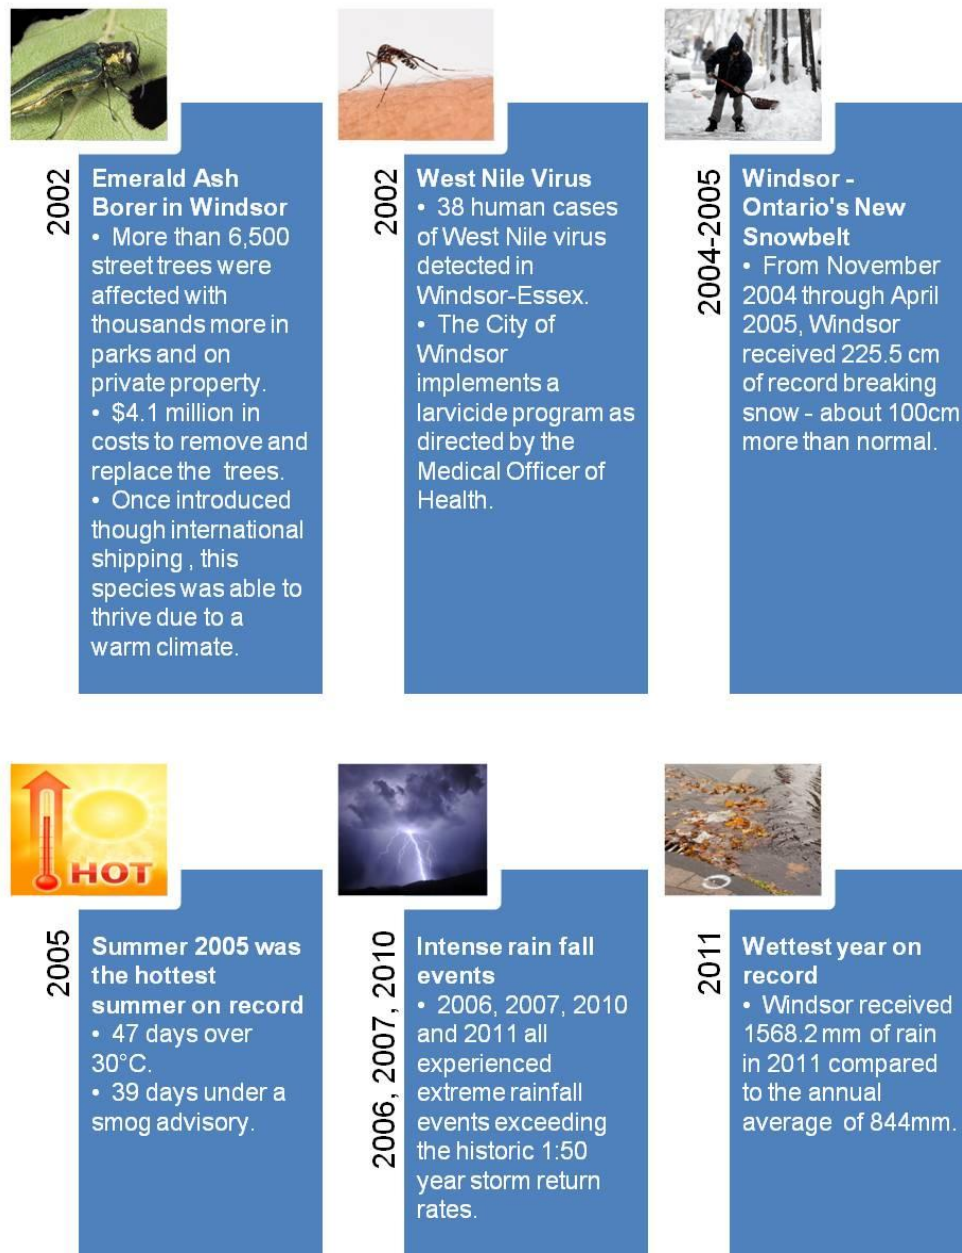 2002
Emerald Ash
Borer in Windsor
• More than 6,500
street trees were
affected with
thousands more in
parks and on
private property.
• $4.1 million in
costs to remove and
replace the trees.
• Once introduced
though international
shipping , this
species was able to
thrive due to a
warm climate.
2002
West Nile Virus
• 38 human cases
of West Nile virus
detected in
Windsor-Essex.
• The City of
Windsor
implements a
larvicide program as
directed by the
Medical Officer of
Health.
2004-2005
Windsor -
Ontario's New
Snowbelt
• From November
2004 through April
2005, Windsor
received 225.5 cm
of record breaking
snow - about 100cm
more than normal.
HOT
2005
Summer 2005 was
the hottest
summer on record
• 47 days over
30°C.
• 39 days under a
smog advisory.
2006, 2007, 2010
Intense rain fall
events
• 2006, 2007, 2010
and 2011 all
experienced
extreme rainfall
events exceeding
the historic 1:50
year storm return
rates.
2011
Wettest year on
record
• Windsor received
1568.2 mm of rain
in 2011 compared
to the annual
average of 844mm.